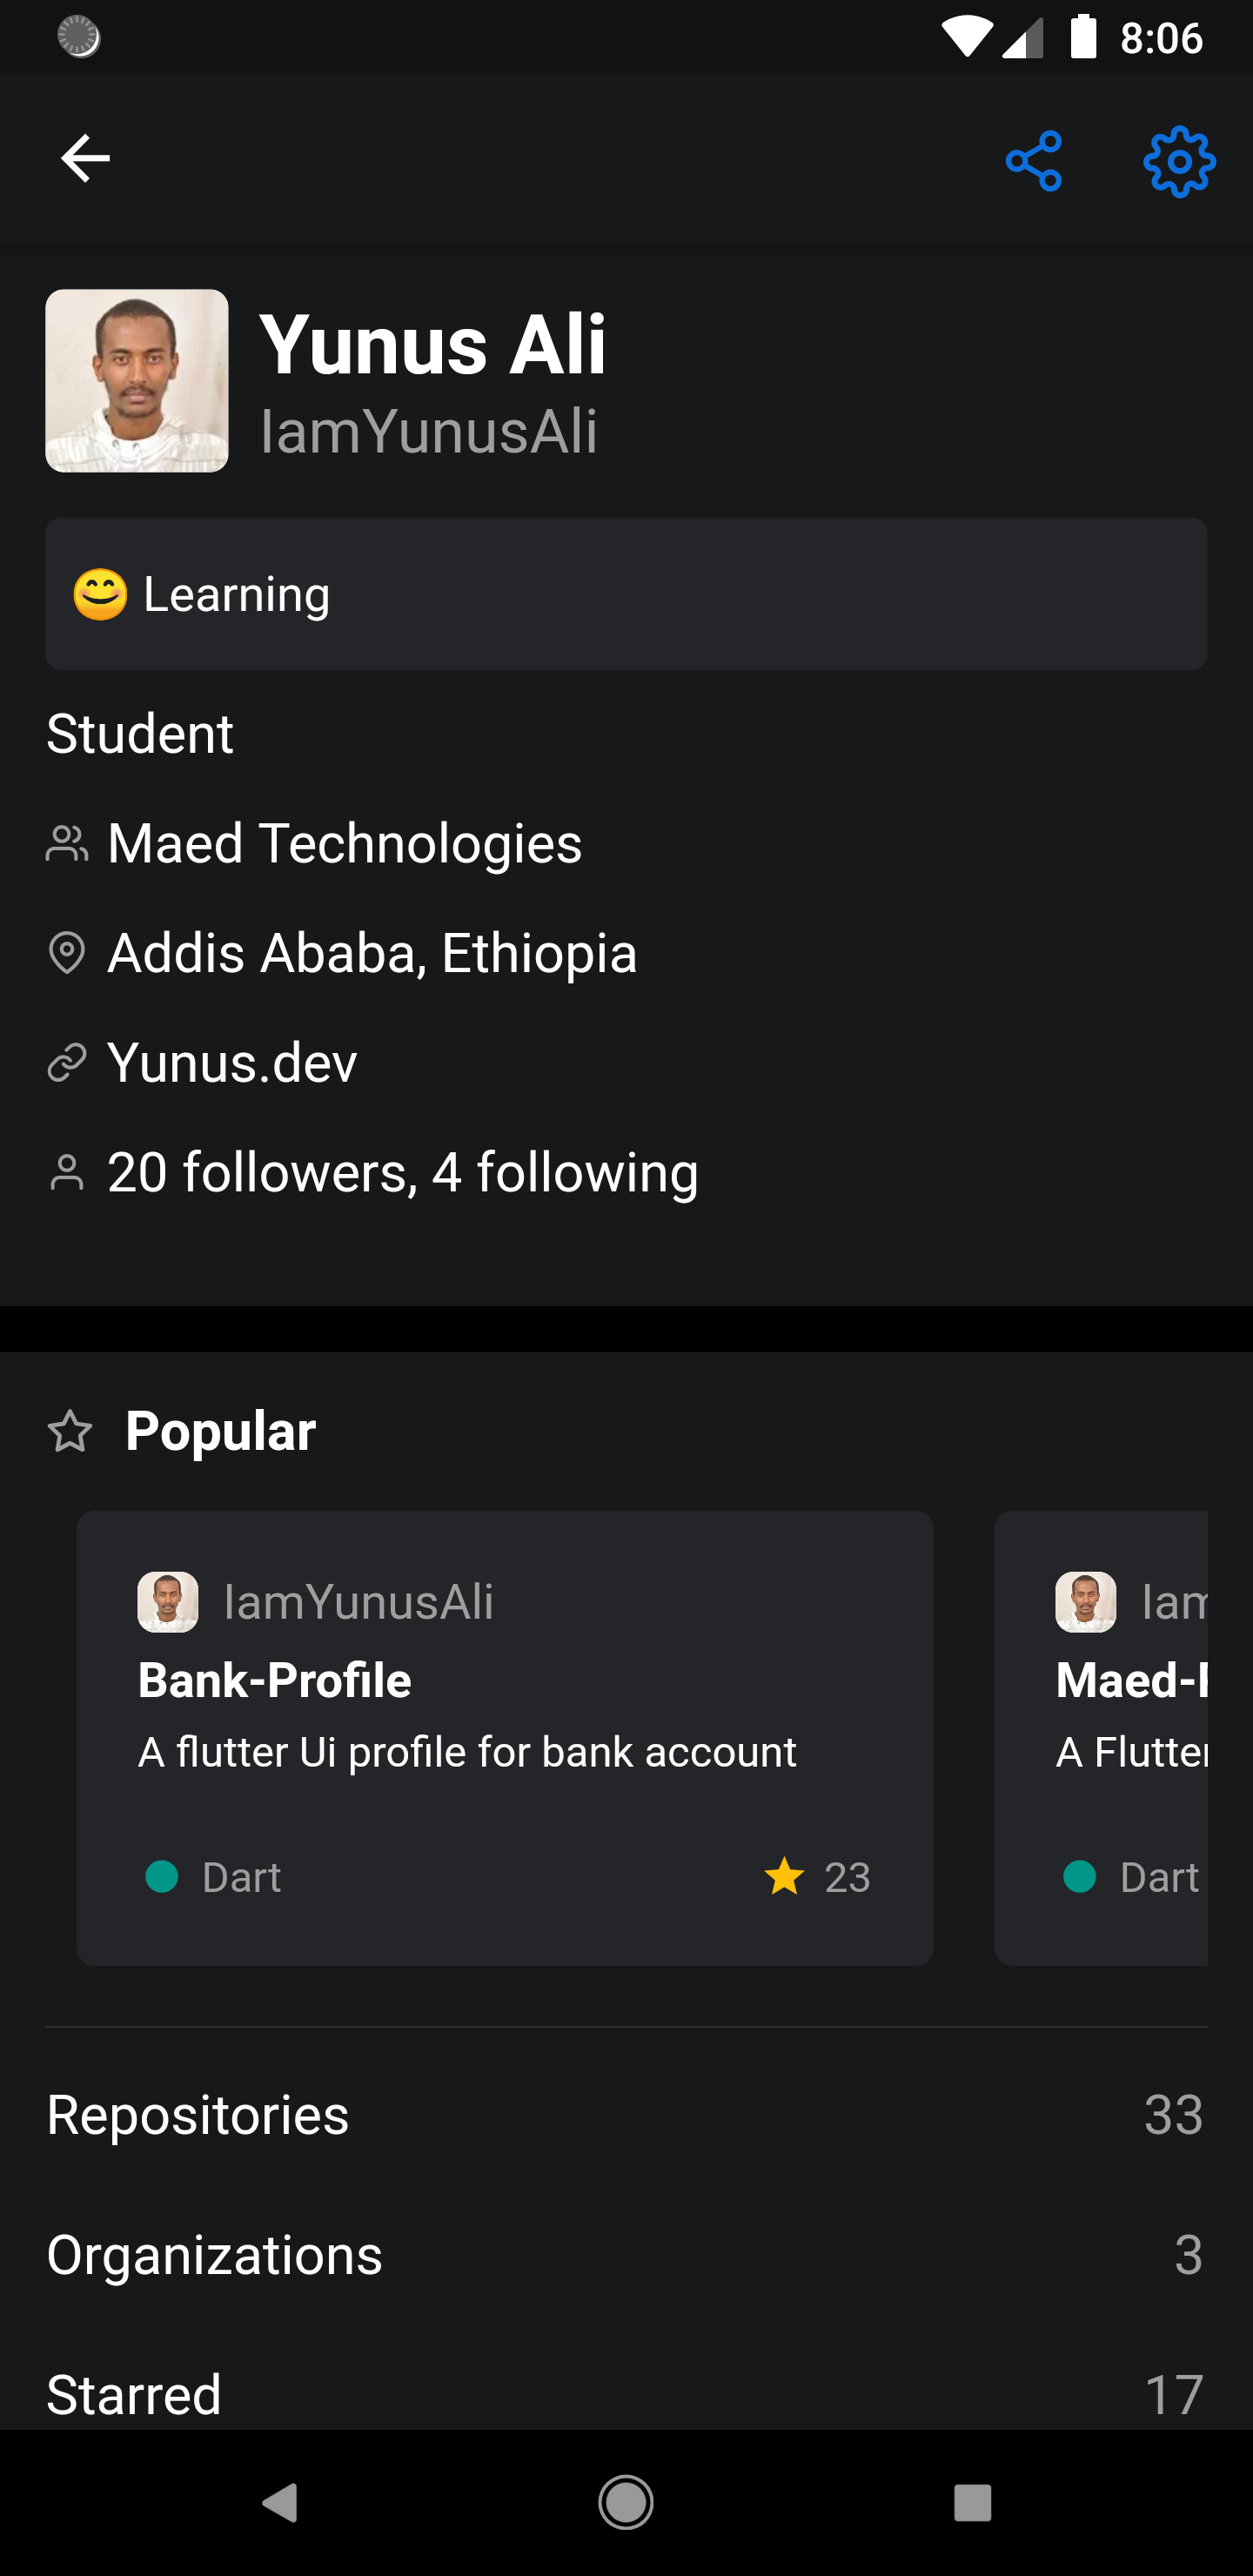 8:06
Yunus Ali
IamYunusAli
😊 Learning
Student
Maed Technologies
Addis Ababa, Ethiopia
Yunus.dev
20 followers, 4 following
Popular
IamYunusAli
Bank-Profile
A flutter Ui profile for bank account
Dart 23
Iam
Maed-
A Flutter
Dart
Repositories 33
Organizations 3
Starred 17